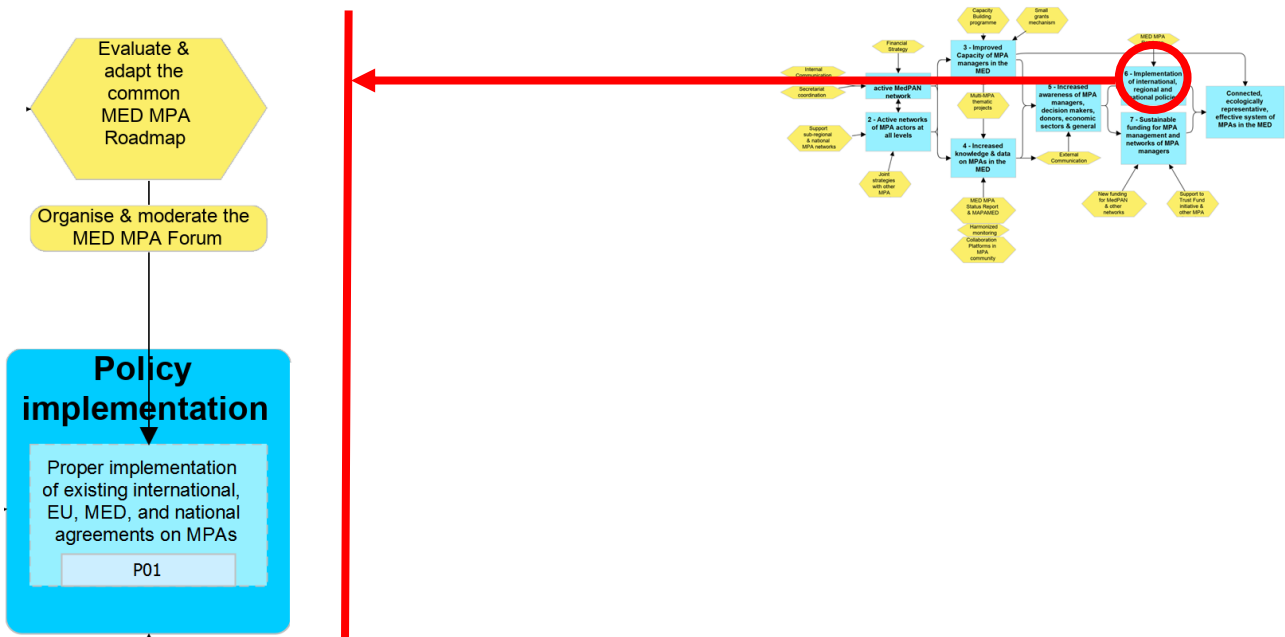 Evaluate &
adapt the
common
MED MPA
Roadmap
Organise & moderate the
MED MPA Forum
Policy
implementation
Proper implementation
of existing international,
EU, MED, and national
agreements on MPAs
P01
Capacity
Building
programme
Small
grants
mechanism
Financial
Strategy
3 - Improved
Capacity of MPA
managers in the
MED
MED MPA
Internal
Communication
Secretariat
coordination
active MedPAN
network
Multi-MPA
thematic
projects
5 - Increased
awareness of MPA
managers,
decision makers,
donors, economic
sectors & general
6 - Implementation
of international,
regional and
national policies
Connected,
ecologically
representative,
effective system of
MPAs in the MED
2 - Active networks
of MPA actors at
all levels
Support
sub-regional
& national
MPA networks
4 - Increased
knowledge & data
on MPAs in the
MED
7 - Sustainable
funding for MPA
management and
networks of MPA
managers
External
Communication
Joint
strategies
with other
MPA
MED MPA
Status Report
& MAPAMED
Harmonized
monitoring
Collaboration
Platforms in
MPA
community
New funding
for MedPAN
& other
networks
Support to
Trust Fund
initiative &
other MPA